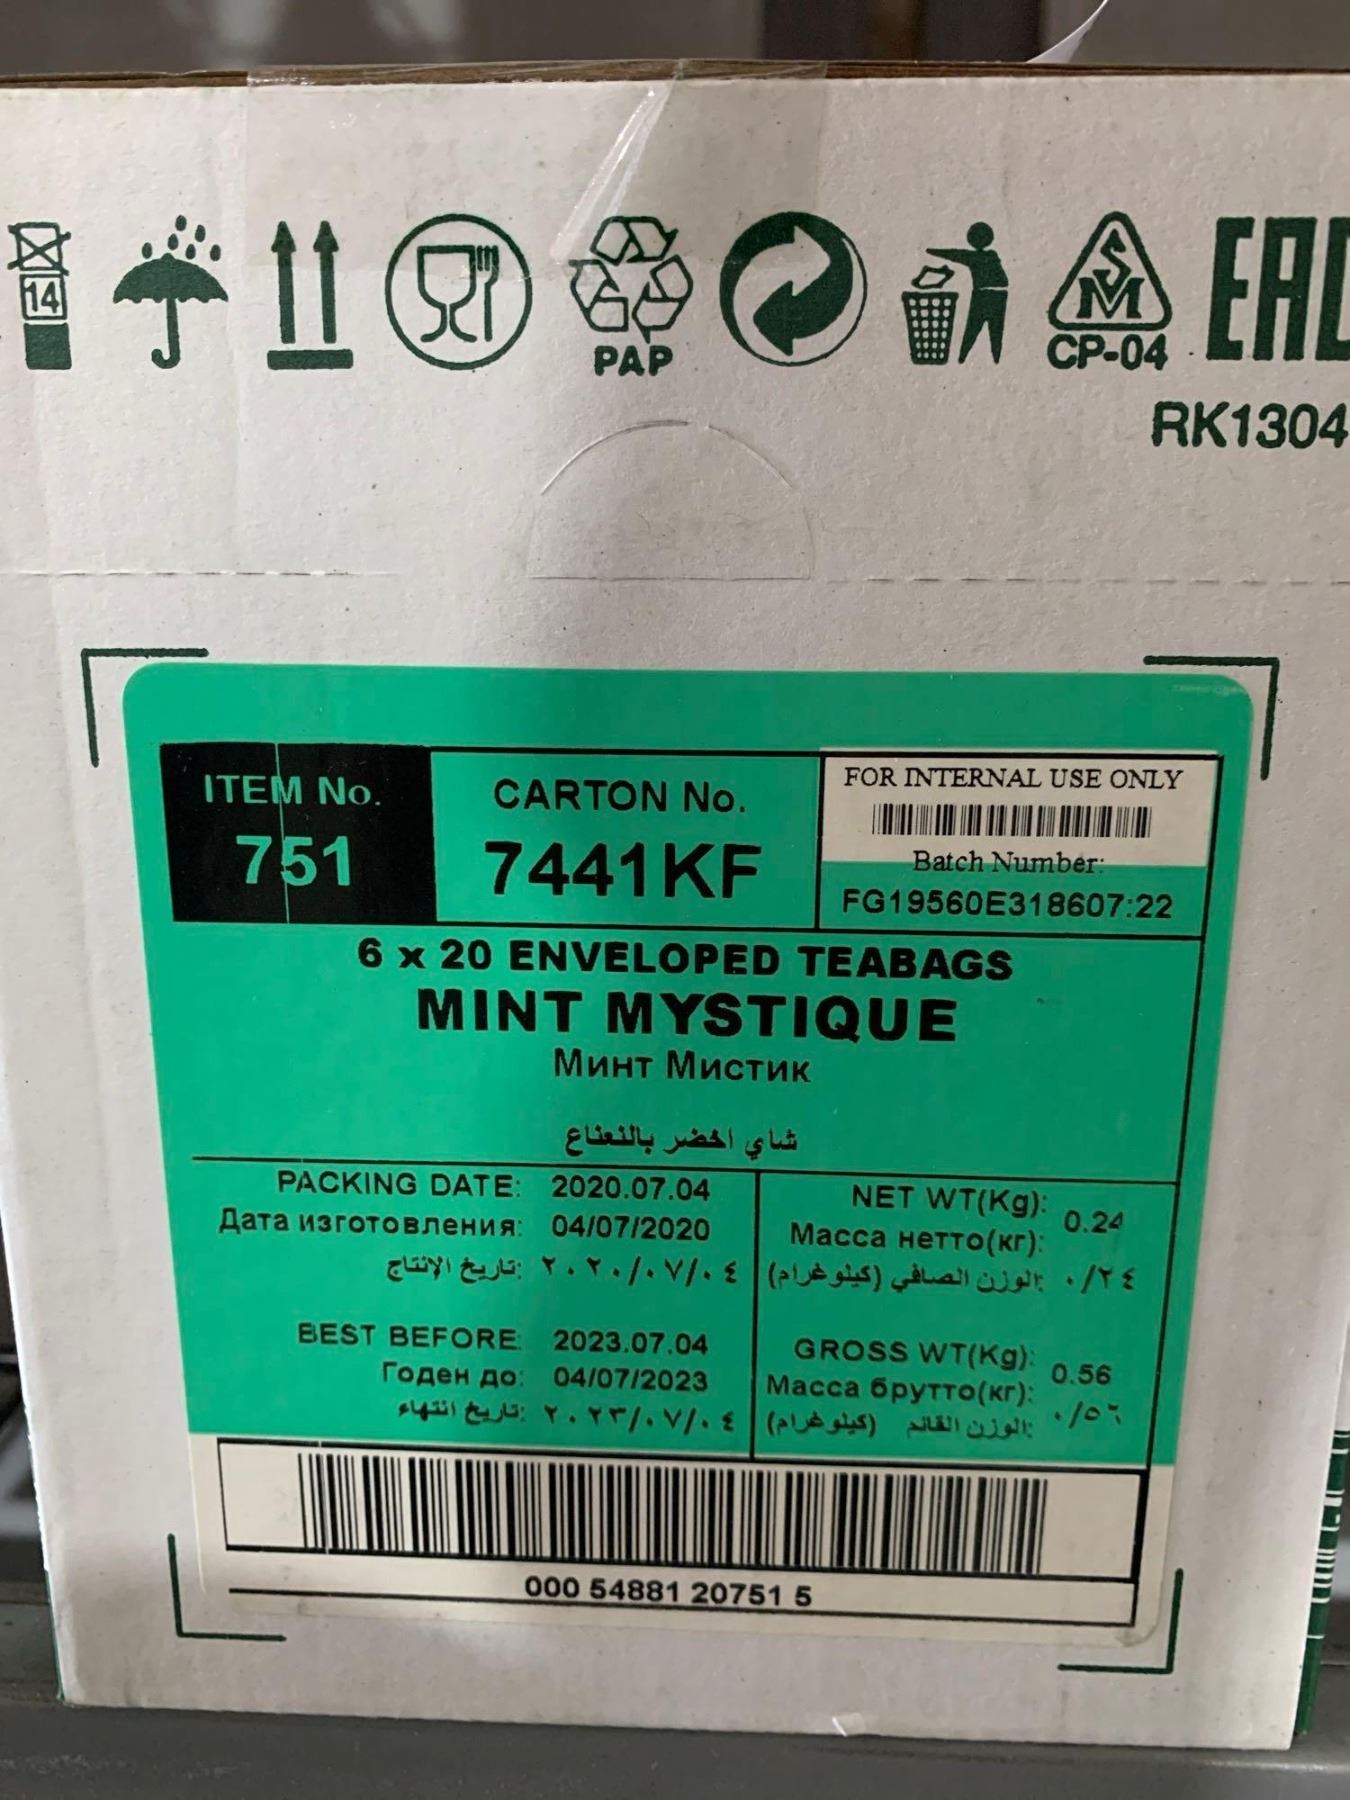 14
PAP
SM
CP-04
EAC
RK1304
ITEM No.
751
CARTON No.
7441KF
FOR INTERNAL USE ONLY
Batch Number:
FG19560E318607:22
6 x 20 ENVELOPED TEABAGS
MINT MYSTIQUE
Минт Мистик
شاي اخضر بالنعناع
PACKING DATE: 2020.07.04
Дата изготовления: 04/07/2020
تاريخ الإنتاج: ٢٠٢٠/٠٧/٠٤
BEST BEFORE: 2023.07.04
Годен до: 04/07/2023
تاريخ انتهاء: ٢٠٢٣/٠٧/٠٤
NET WT(Kg): 0.24
Масса нетто(кг):
الوزن الصافي (كيلوغرام): ٠/٢٤
GROSS WT(Kg): 0.56
Масса брутто(кг):
الوزن القائم (كيلوغرام): ٠/٥٦
000 54881 20751 5